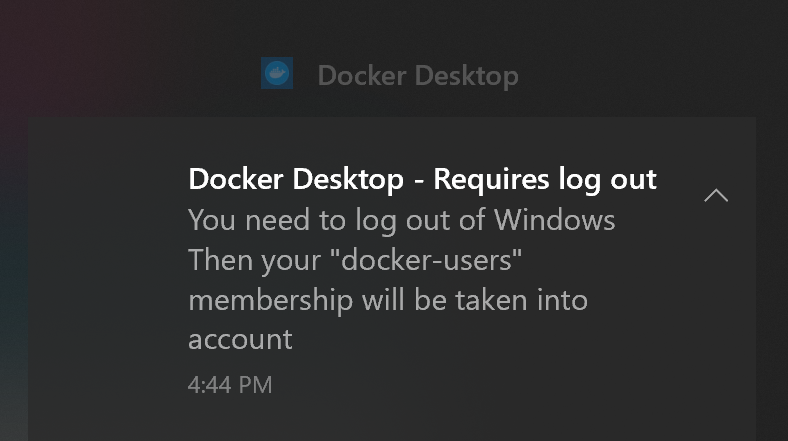 Docker Desktop
Docker Desktop - Requires log out
You need to log out of Windows
Then your "docker-users"
membership will be taken into
account
4:44 PM